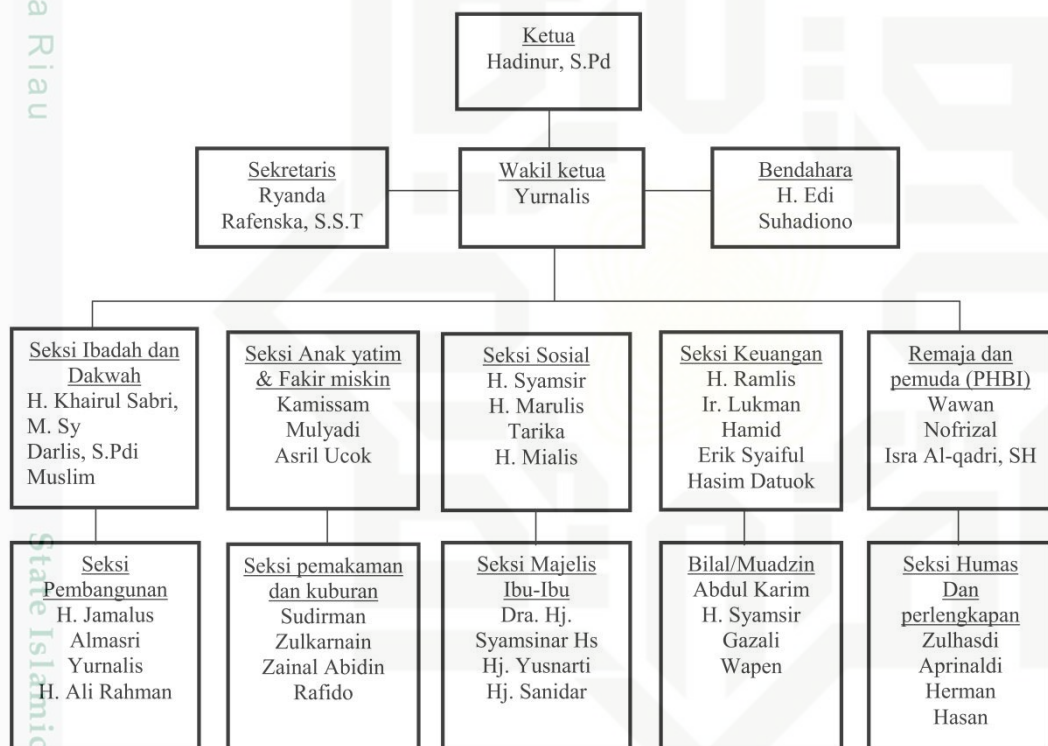 Ketua
Hadinur, S.Pd
Sekretaris
Ryanda
Rafenska, S.S.T
Wakil ketua
Yurnalis
Bendahara
H. Edi
Suhadiono
Seksi Ibadah dan
Dakwah
H. Khairul Sabri,
M. Sy
Darlis, S.Pdi
Muslim
Seksi Anak yatim
& Fakir miskin
Kamissam
Mulyadi
Asril Ucok
Seksi Sosial
H. Syamsir
H. Marulis
Tarika
H. Mialis
Seksi Keuangan
H. Ramlis
Ir. Lukman
Hamid
Erik Syaiful
Hasim Datuok
Remaja dan
pemuda (PHBI)
Wawan
Nofrizal
Isra Al-qadri, SH
Seksi
Pembangunan
H. Jamalus
Almasri
Yurnalis
H. Ali Rahman
Seksi pemakaman
dan kuburan
Sudirman
Zulkarnain
Zainal Abidin
Rafido
Seksi Majelis
Ibu-Ibu
Dra. Hj.
Syamsinar Hs
Hj. Yusnarti
Hj. Sanidar
Bilal/Muadzin
Abdul Karim
H. Syamsir
Gazali
Wapen
Seksi Humas
Dan
perlengkapan
Zulhasdi
Aprinaldi
Herman
Hasan
a Riau
State Islamic